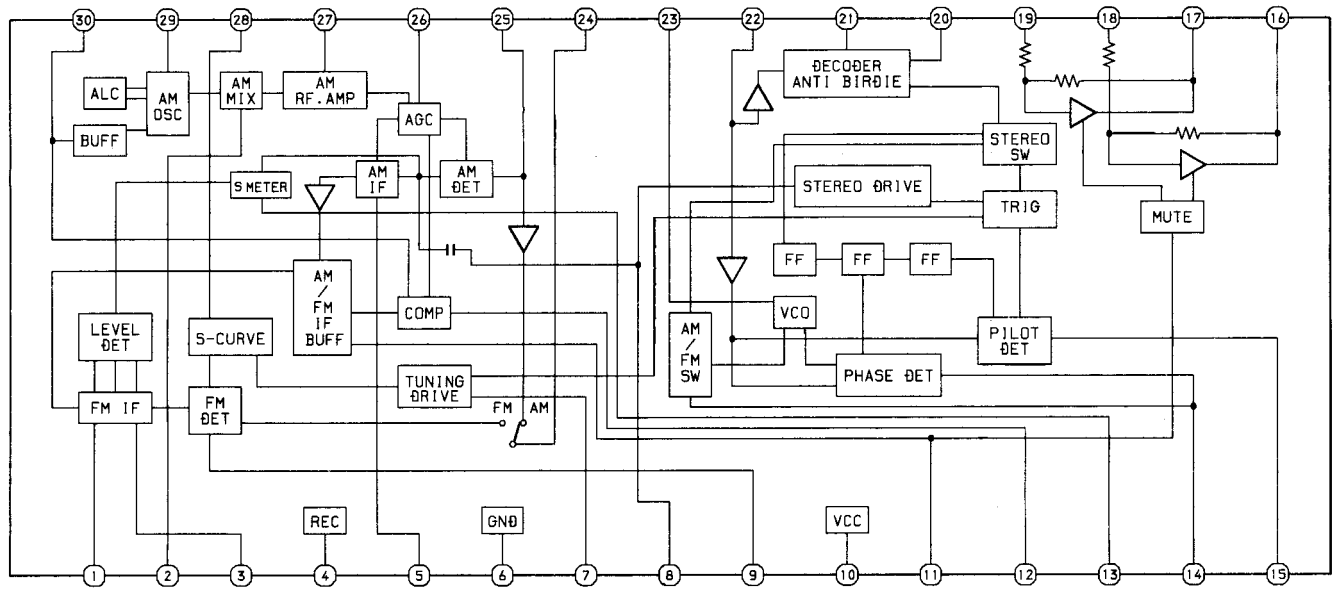 30 29 28 27 26 25 24 23 22 21 20 19 18 17 16
ALC
AM
OSC
AM
MIX
AM
RF.AMP
AGC
BUFF
S METER
AM
IF
AM
DET
DECODER
ANTI BIRDIE
STEREO
SW
STEREO DRIVE
TRIG
MUTE
AM
/
FM
IF
BUFF
COMP
FF
FF
FF
LEVEL
DET
S-CURVE
AM
/
FM
SW
VCO
PILOT
DET
PHASE DET
FM IF
FM
DET
TUNING
DRIVE
FM AM
REC
GND
VCC
1 2 3 4 5 6 7 8 9 10 11 12 13 14 15